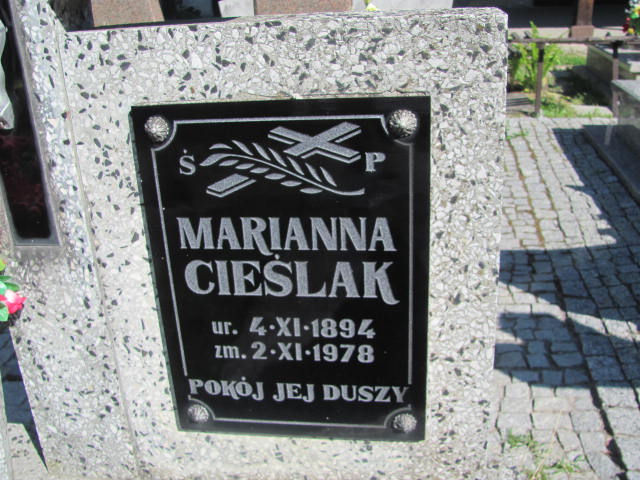 Ś P
MARIANNA
CIEŚLAK
ur. 4·XI·1894
zm. 2·XI·1978
POKÓJ JEJ DUSZY